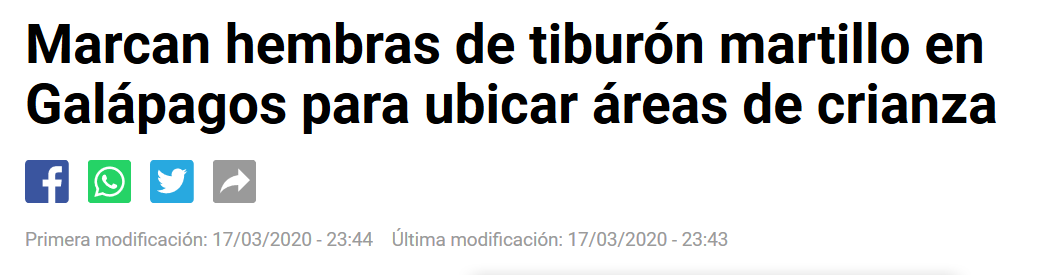 Marcan hembras de tiburón martillo en
Galápagos para ubicar áreas de crianza
Primera modificación: 17/03/2020 - 23:44 Última modificación: 17/03/2020 - 23:43